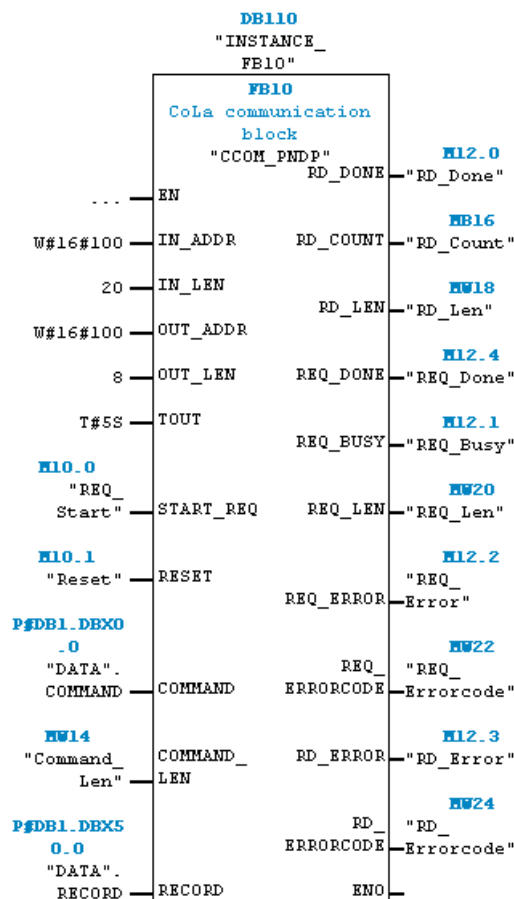 DB110
"INSTANCE_
FB10"
FB10
CoLa communication
block
"CCOM_PNDP"
M12.0
RD_DONE "RD_Done"
... EN
MB16
W#16#100 IN_ADDR RD_COUNT "RD_Count"
20 IN_LEN
MW18
RD_LEN "RD_Len"
W#16#100 OUT_ADDR
M12.4
8 OUT_LEN REQ_DONE "REQ_Done"
T#5S TOUT
M12.1
REQ_BUSY "REQ_Busy"
M10.0
"REQ_
MW20
Start" START_REQ REQ_LEN "REQ_Len"
M10.1
M12.2
"Reset" RESET "REQ_
REQ_ERROR Error"
P#DB1.DBX0
.0
MW22
"DATA". REQ_ "REQ_
COMMAND COMMAND ERRORCODE Errorcode"
MW14
M12.3
"Command_ COMMAND_ RD_ERROR "RD_Error"
Len" LEN
MW24
P#DB1.DBX5
RD_ "RD_
0.0 ERRORCODE Errorcode"
"DATA".
RECORD RECORD ENO